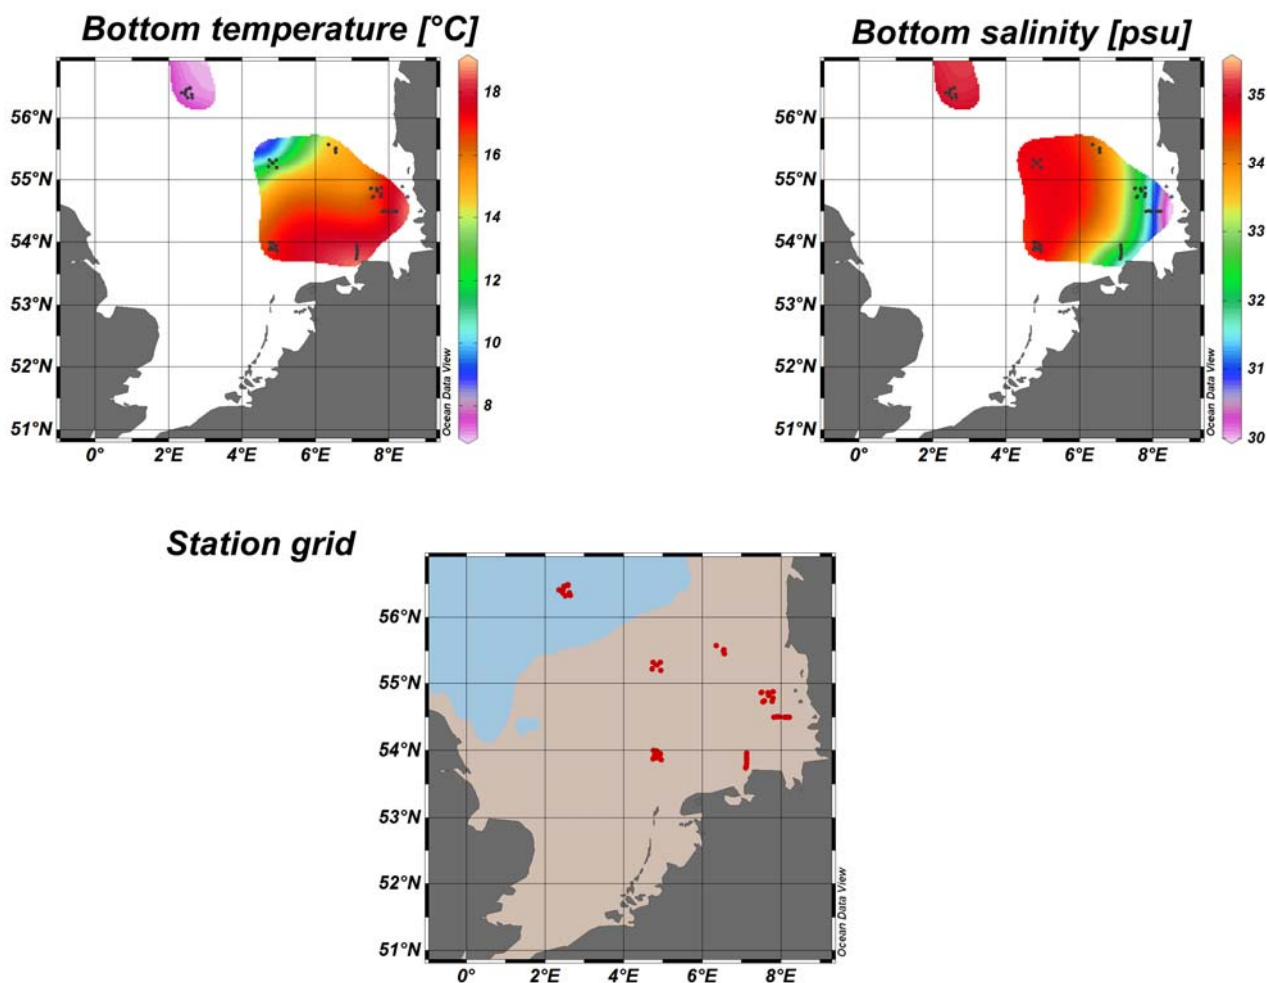 Bottom temperature [°C]
56°N
55°N
54°N
53°N
52°N
51°N
0°
2°E
4°E
6°E
8°E
18
16
14
12
10
8
Ocean Data View
Bottom salinity [psu]
56°N
55°N
54°N
53°N
52°N
51°N
0°
2°E
4°E
6°E
8°E
35
34
33
32
31
30
Ocean Data View
Station grid
56°N
55°N
54°N
53°N
52°N
51°N
0°
2°E
4°E
6°E
8°E
Ocean Data View